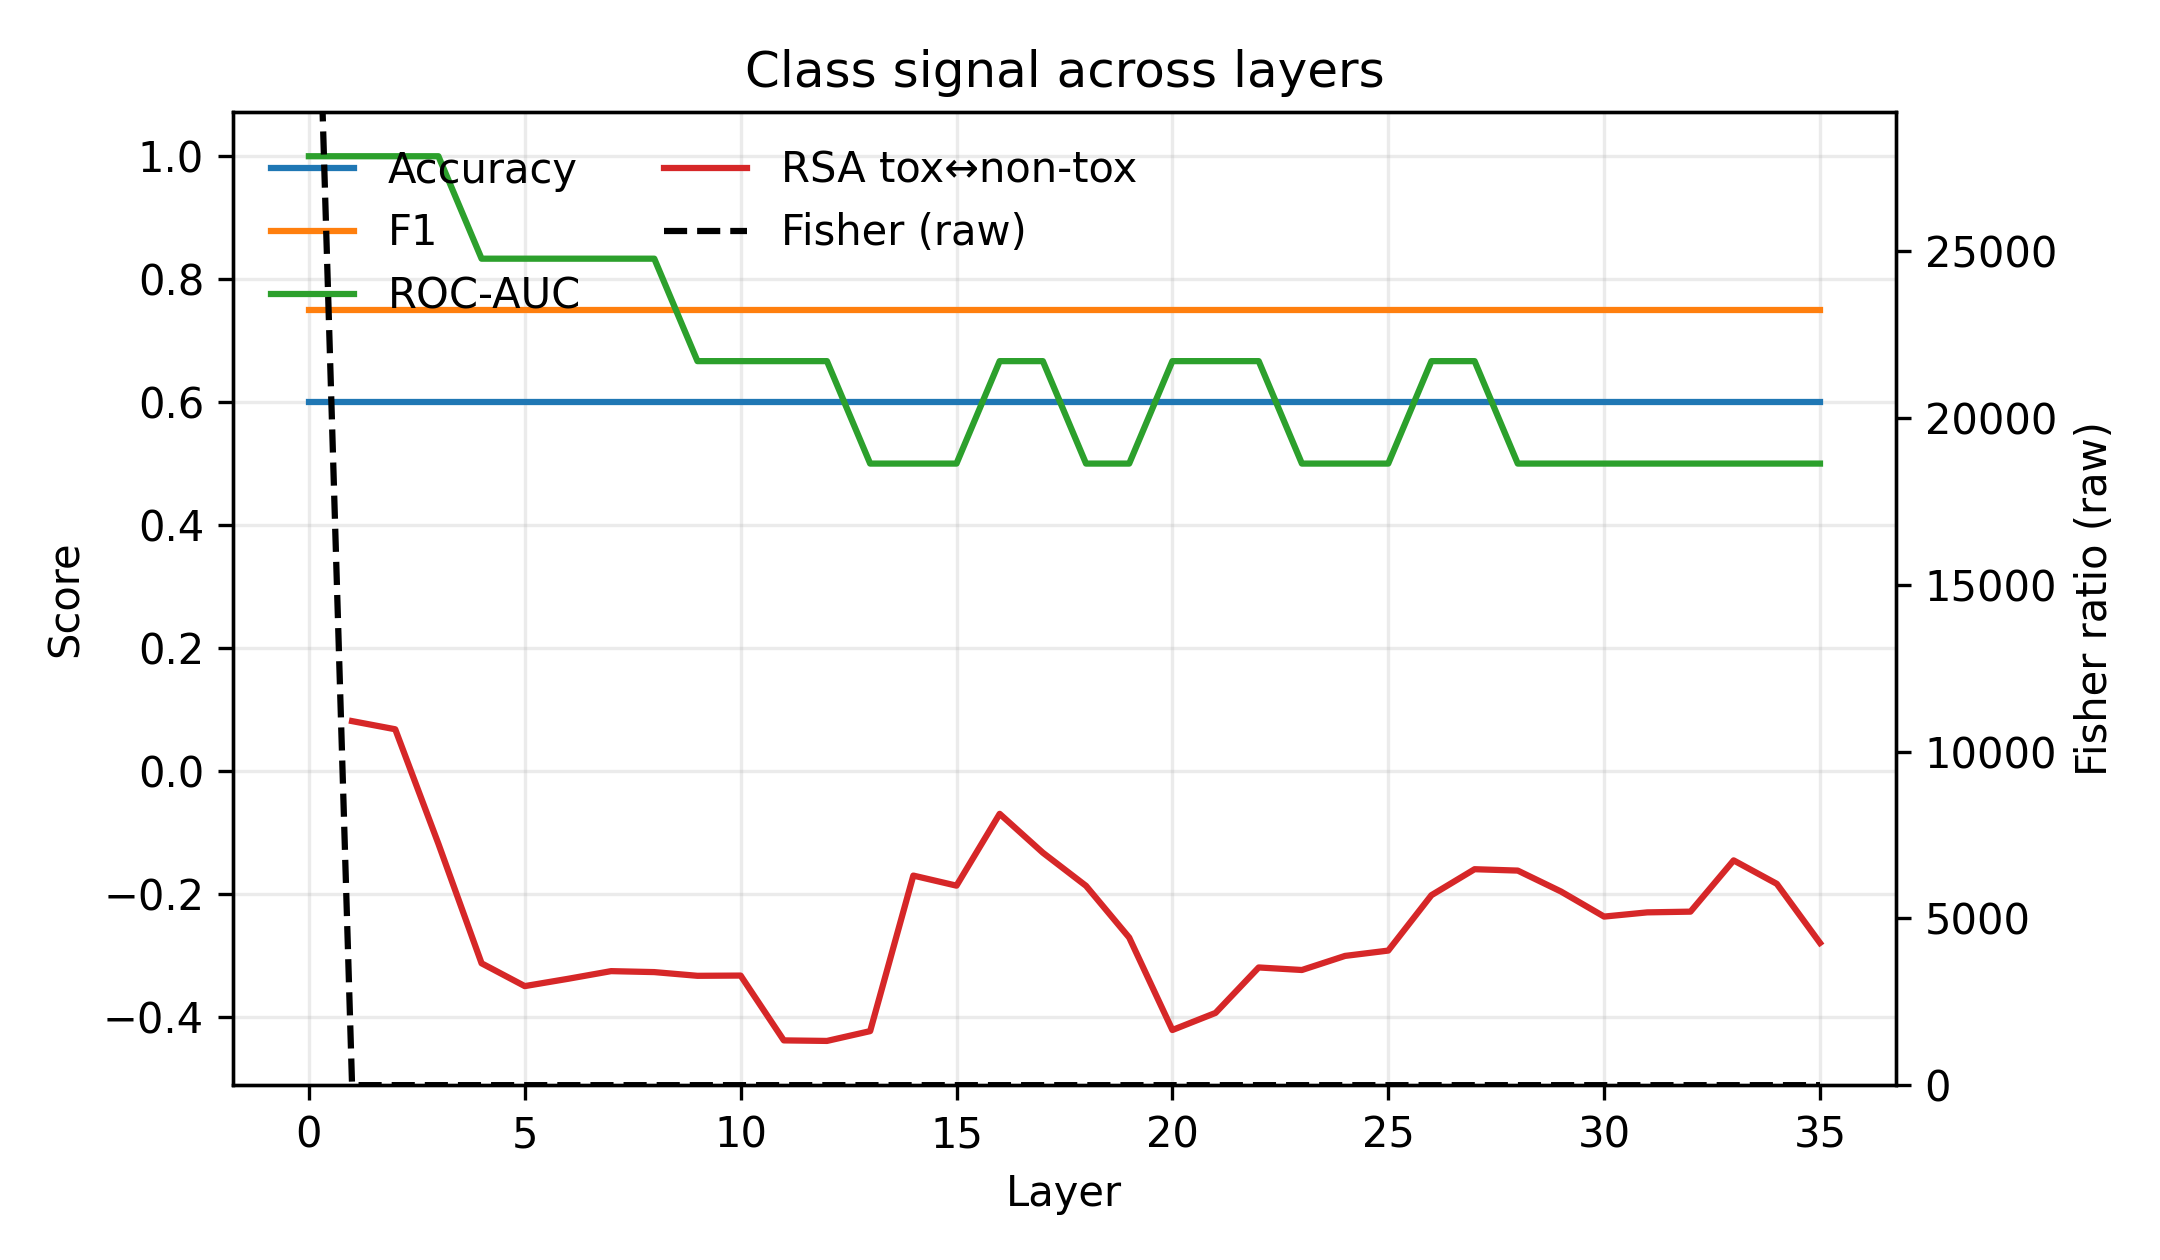 Class signal across layers
Accuracy
F1
ROC-AUC
RSA tox↔non-tox
Fisher (raw)
Score
1.0
0.8
0.6
0.4
0.2
0.0
−0.2
−0.4
25000
20000
15000
10000
5000
0
Fisher ratio (raw)
0 5 10 15 20 25 30 35
Layer